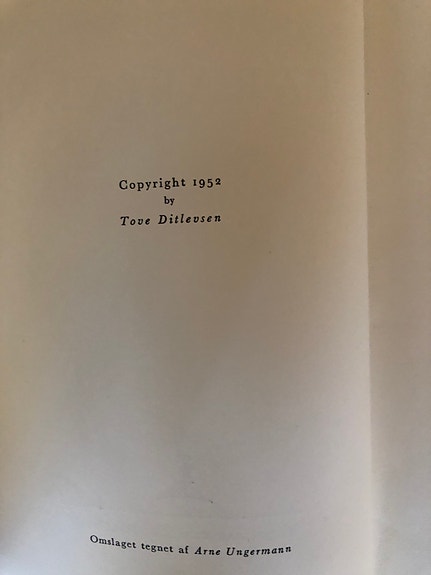 Copyright 1952
by
Tove Ditlevsen
Omslaget tegnet af Arne Ungermann